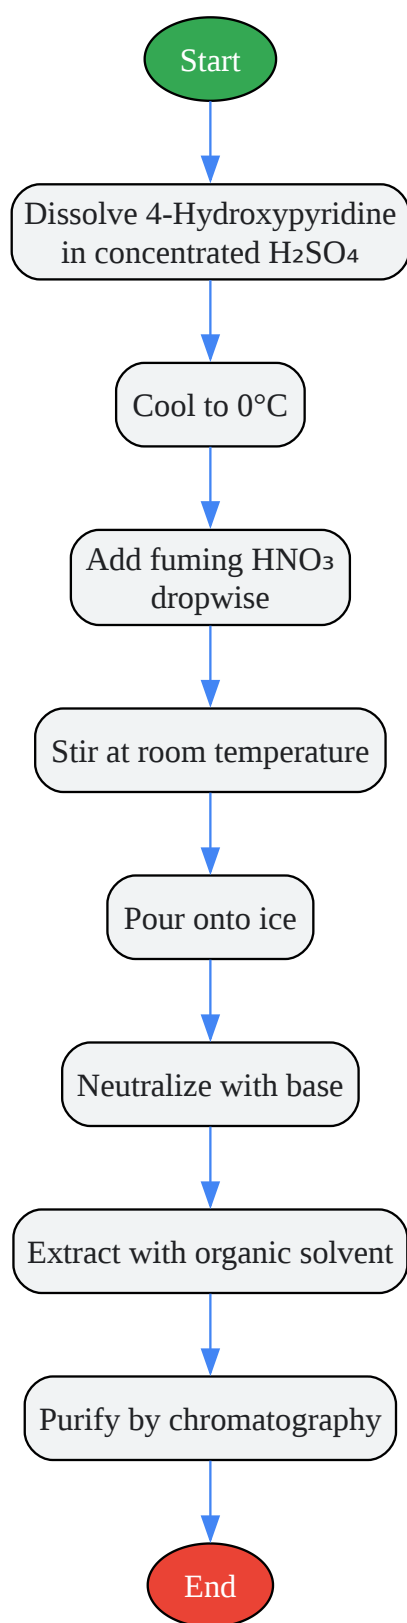 Start
Dissolve 4-Hydroxypyridine
in concentrated H₂SO₄
Cool to 0°C
Add fuming HNO₃
dropwise
Stir at room temperature
Pour onto ice
Neutralize with base
Extract with organic solvent
Purify by chromatography
End